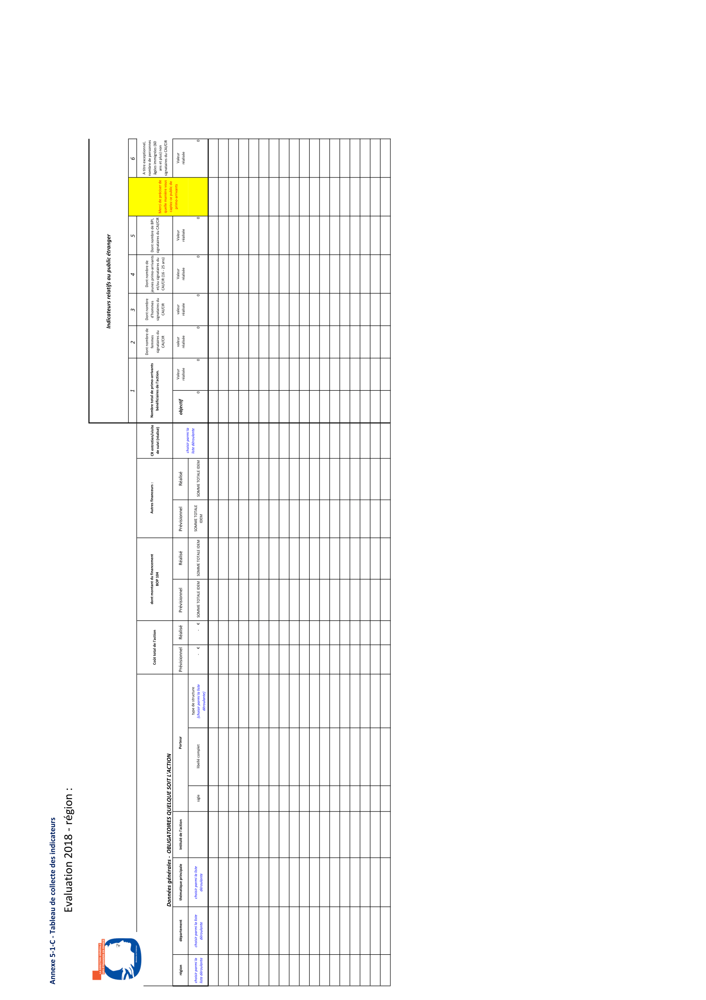 Annexe 5-1-C - Tableau de collecte des indicateurs
Evaluation 2018 - région :
LA DIRECTION GÉNÉRALE
DES ÉTRANGERS EN FRANCE
Indicateurs relatifs au public étranger
Données générales - OBLIGATOIRES QUELQUE SOIT L'ACTION
Coût total de l'action
dont montant du financement
BOP 104
Autres financeurs :
CR entretien/visite
de suivi (réalisé)
1
Nombre total de primo-arrivants
bénéficiaires de l'action.
2
Dont nombre de
femmes
signataires du
CAI/CIR
3
Dont nombre
d'hommes
signataires du
CAI/CIR
4
Dont nombre de
jeunes primo-arrivants
et/ou signataires du
CAI/CIR (16 - 25 ans)
5
Dont nombre de BPI,
signataires du CAI/CIR
Merci de préciser de
quelle manière vous
captez ce public de
primo-arrivants
6
A titre exceptionnel,
nombre de personnes
âgées immigrées (60
ans et plus) non
signataires du CAI/CIR
région
département
thématique principale
Intitulé de l'action
Porteur
Prévisionnel
Réalisé
Prévisionnel
Réalisé
Prévisionnel
Réalisé
choisir parmi la
liste déroulante
objectif
Valeur
réalisée
valeur
réalisée
valeur
réalisée
Valeur
réalisée
Valeur
réalisée
Valeur
réalisée
choisir parmi la
liste déroulante
choisir parmi la liste
déroulante
choisir parmi la liste
déroulante
sigle
libellé complet
type de structure
(choisir parmi la liste
déroulante)
- €
- €
SOMME TOTALE IDEM
SOMME TOTALE IDEM
SOMME TOTALE
IDEM
SOMME TOTALE IDEM
0
0
0
0
0
0
0